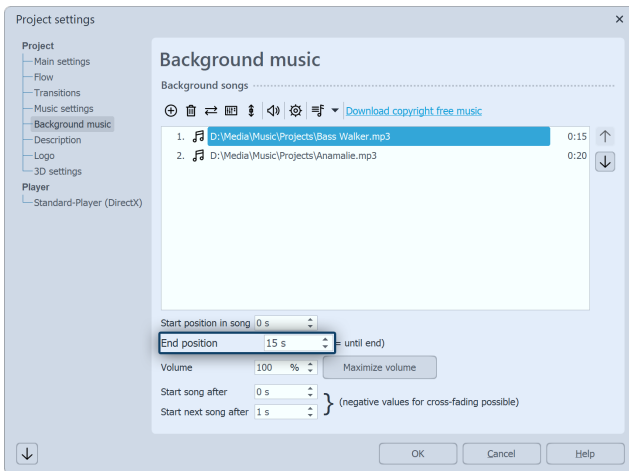 Project settings
Project
Main settings
Flow
Transitions
Music settings
Background music
Description
Logo
3D settings
Player
Standard-Player (DirectX)
Background music
Background songs
Download copyright free music
1. D:\Media\Music\Projects\Bass Walker.mp3 0:15
2. D:\Media\Music\Projects\Anamalie.mp3 0:20
Start position in song 0 s
End position 15 s = until end)
Volume 100 % Maximize volume
Start song after 0 s
(negative values for cross-fading possible)
Start next song after 1 s
OK Cancel Help